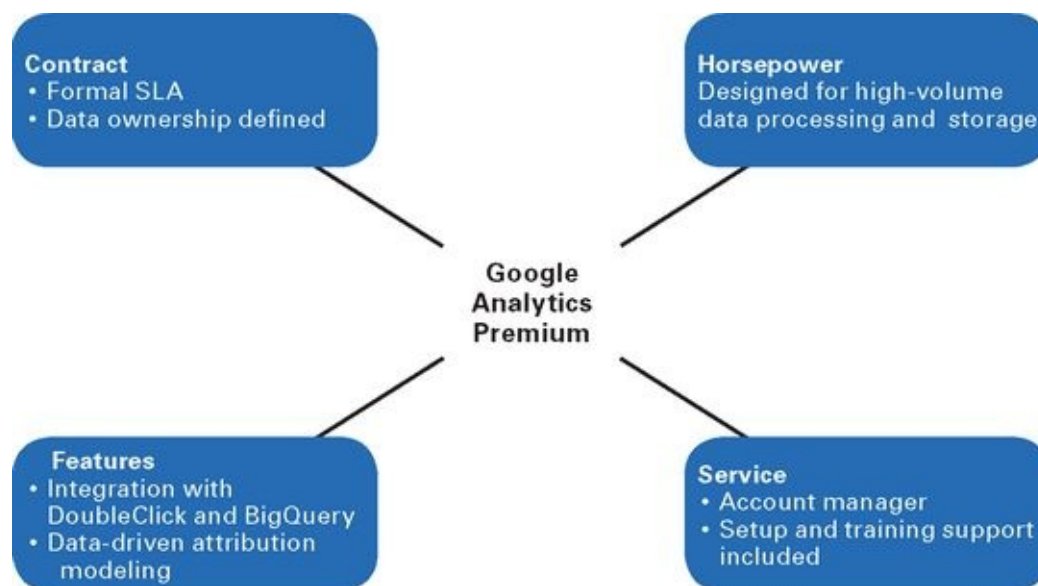 Contract
• Formal SLA
• Data ownership defined
Horsepower
Designed for high-volume
data processing and storage
Google
Analytics
Premium
Features
• Integration with
DoubleClick and BigQuery
• Data-driven attribution
modeling
Service
• Account manager
• Setup and training support
included